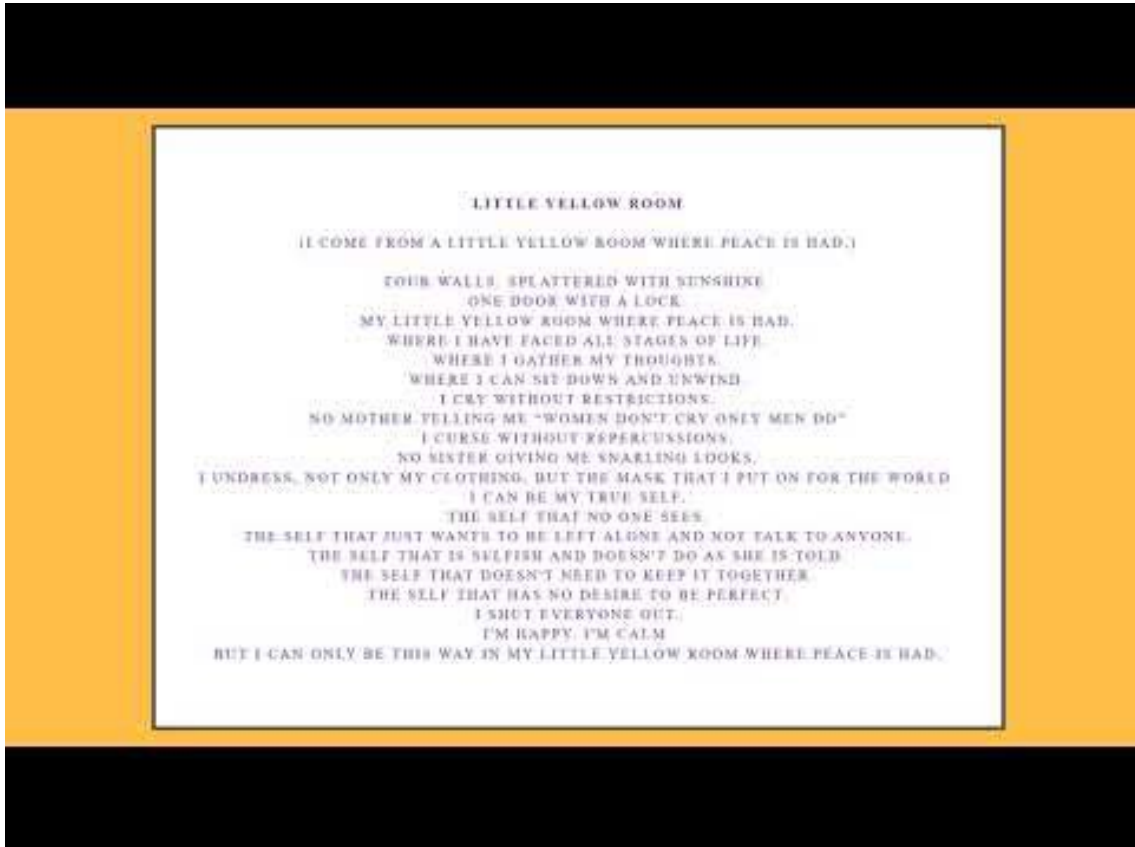 LITTLE YELLOW ROOM
(I COME FROM A LITTLE YELLOW ROOM WHERE PEACE IS HAD.)
FOUR WALLS, SPLATTERED WITH SUNSHINE
ONE DOOR WITH A LOCK
MY LITTLE YELLOW ROOM WHERE PEACE IS HAD.
WHERE I HAVE FACED ALL STAGES OF LIFE
WHERE I GATHER MY THOUGHTS.
WHERE I CAN SIT DOWN AND UNWIND
I CRY WITHOUT RESTRICTIONS.
NO MOTHER TELLING ME "WOMEN DON'T CRY ONLY MEN DO"
I CURSE WITHOUT REPERCUSSIONS.
NO SISTER GIVING ME SNARLING LOOKS.
I UNDRESS, NOT ONLY MY CLOTHING, BUT THE MASK THAT I PUT ON FOR THE WORLD
I CAN BE MY TRUE SELF.
THE SELF THAT NO ONE SEES.
THE SELF THAT JUST WANTS TO BE LEFT ALONE AND NOT TALK TO ANYONE.
THE SELF THAT IS SELFISH AND DOESN'T DO AS SHE IS TOLD
THE SELF THAT DOESN'T NEED TO KEEP IT TOGETHER
THE SELF THAT HAS NO DESIRE TO BE PERFECT.
I SHUT EVERYONE OUT.
I'M HAPPY, I'M CALM
BUT I CAN ONLY BE THIS WAY IN MY LITTLE YELLOW ROOM WHERE PEACE IS HAD.